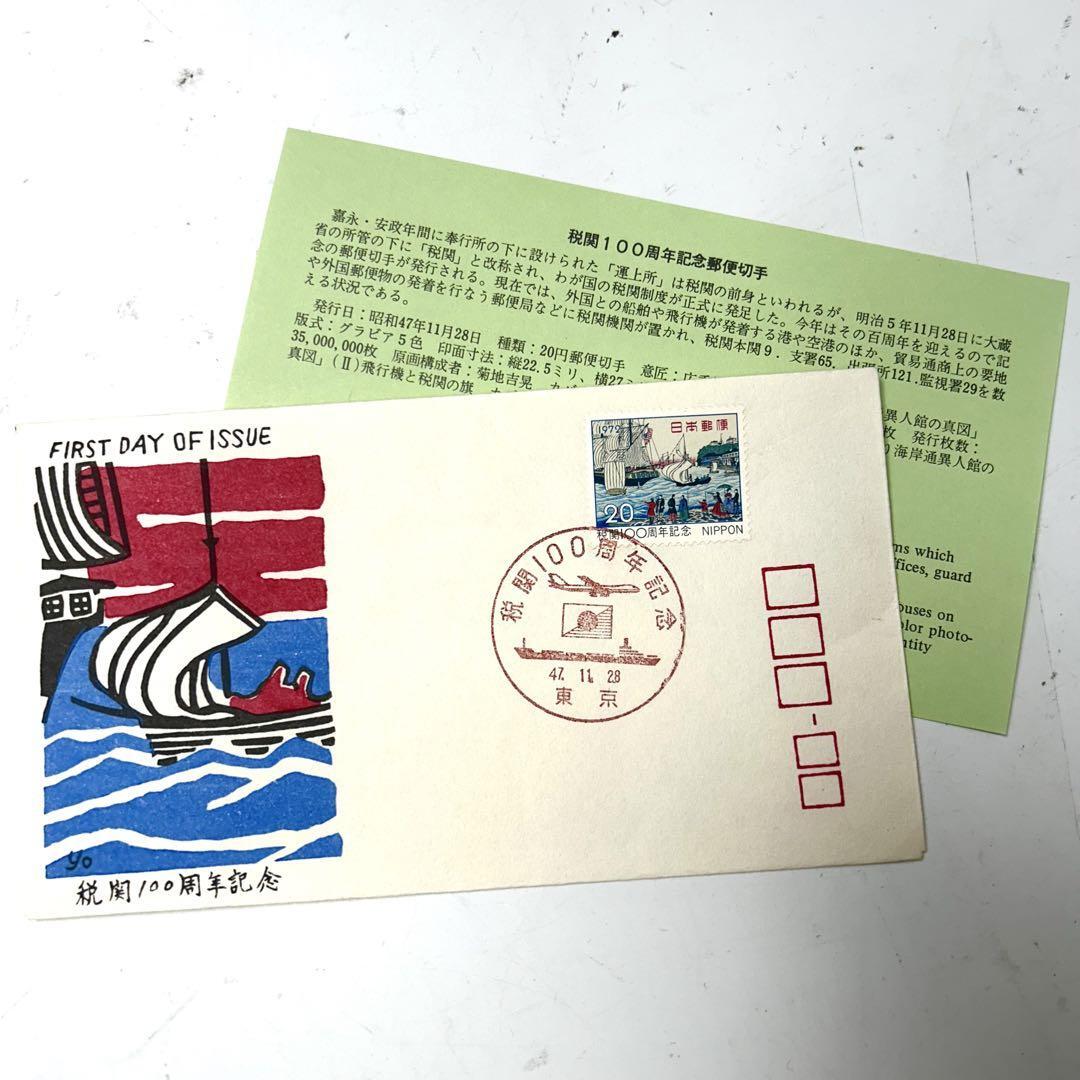 税関100周年記念郵便切手
嘉永・安政年間に奉行所の下に設けられた「運上所」は税関の前身といわれるが、明治5年11月28日に大蔵
省の所管の下に「税関」と改称され、わが国の税関制度が正式に発足した。今年はその百周年を迎えるので記
念の郵便切手が発行される。現在では、外国との船舶や飛行機が発着する港や空港のほか、貿易通商上の要地
や外国郵便物の発着を行なう郵便局などに税関機関が置かれ、税関本関9.支署65.出張所121.監視署29を数
える状況である。
発行日:昭和47年11月28日 種類:20円郵便切手 意匠:
版式:グラビア5色 印面寸法:縦22.5ミリ、横27ミ
異人館の真図」
35,000,000枚 原画構成者:菊地吉晃
枚 発行枚数:
真図」(Ⅱ)飛行機と税関の旗
り海岸通異人館の
ms which
ffices, guard
ouses on
color photo-
ntity
FIRST DAY OF ISSUE
yo
税関100周年記念
1972 日本郵便
20
税関100周年記念 NIPPON
税関100周年記念
47. 11. 28
東京